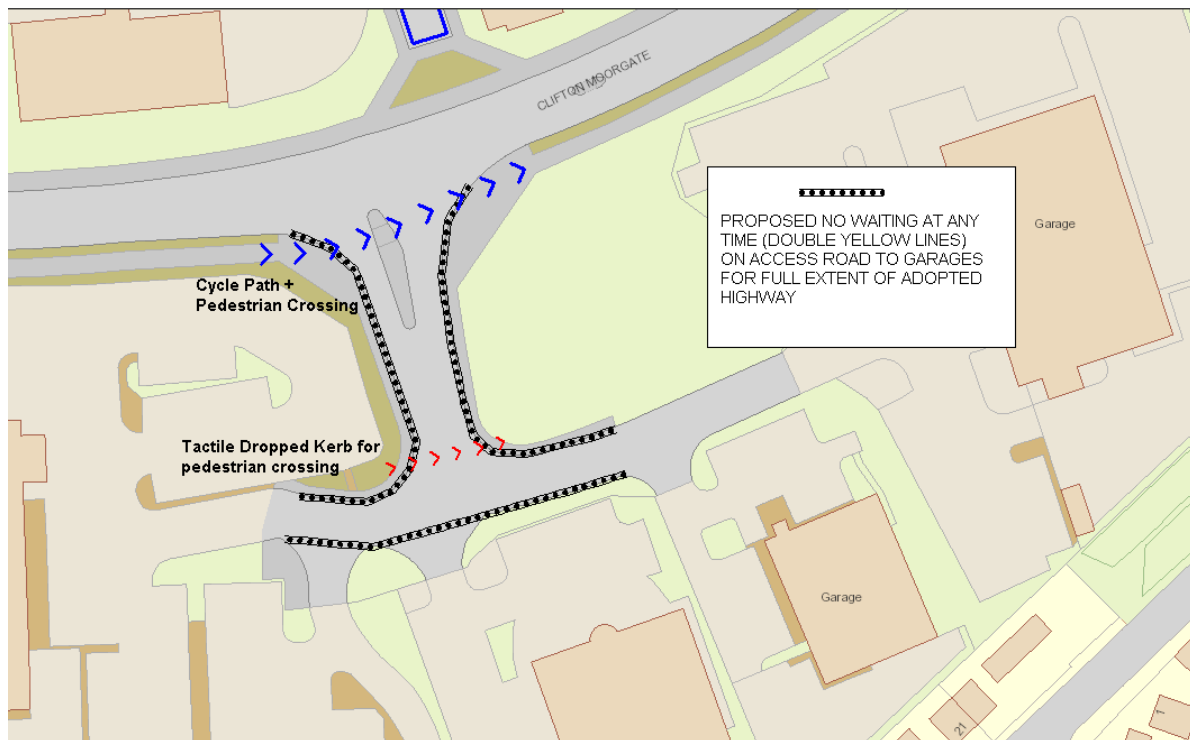 CLIFTON MOORGATE
PROPOSED NO WAITING AT ANY
TIME (DOUBLE YELLOW LINES)
ON ACCESS ROAD TO GARAGES
FOR FULL EXTENT OF ADOPTED
HIGHWAY
Garage
Cycle Path +
Pedestrian Crossing
Tactile Dropped Kerb for
pedestrian crossing
Garage
21
1